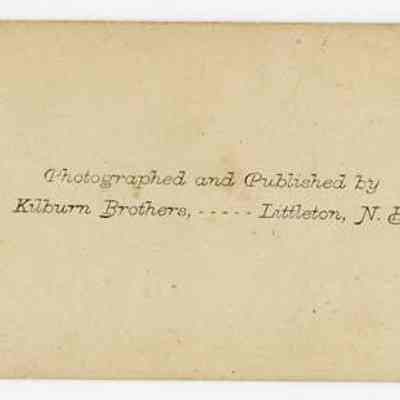 Photographed and Published by
Kilburn Brothers, ----- Littleton, N.